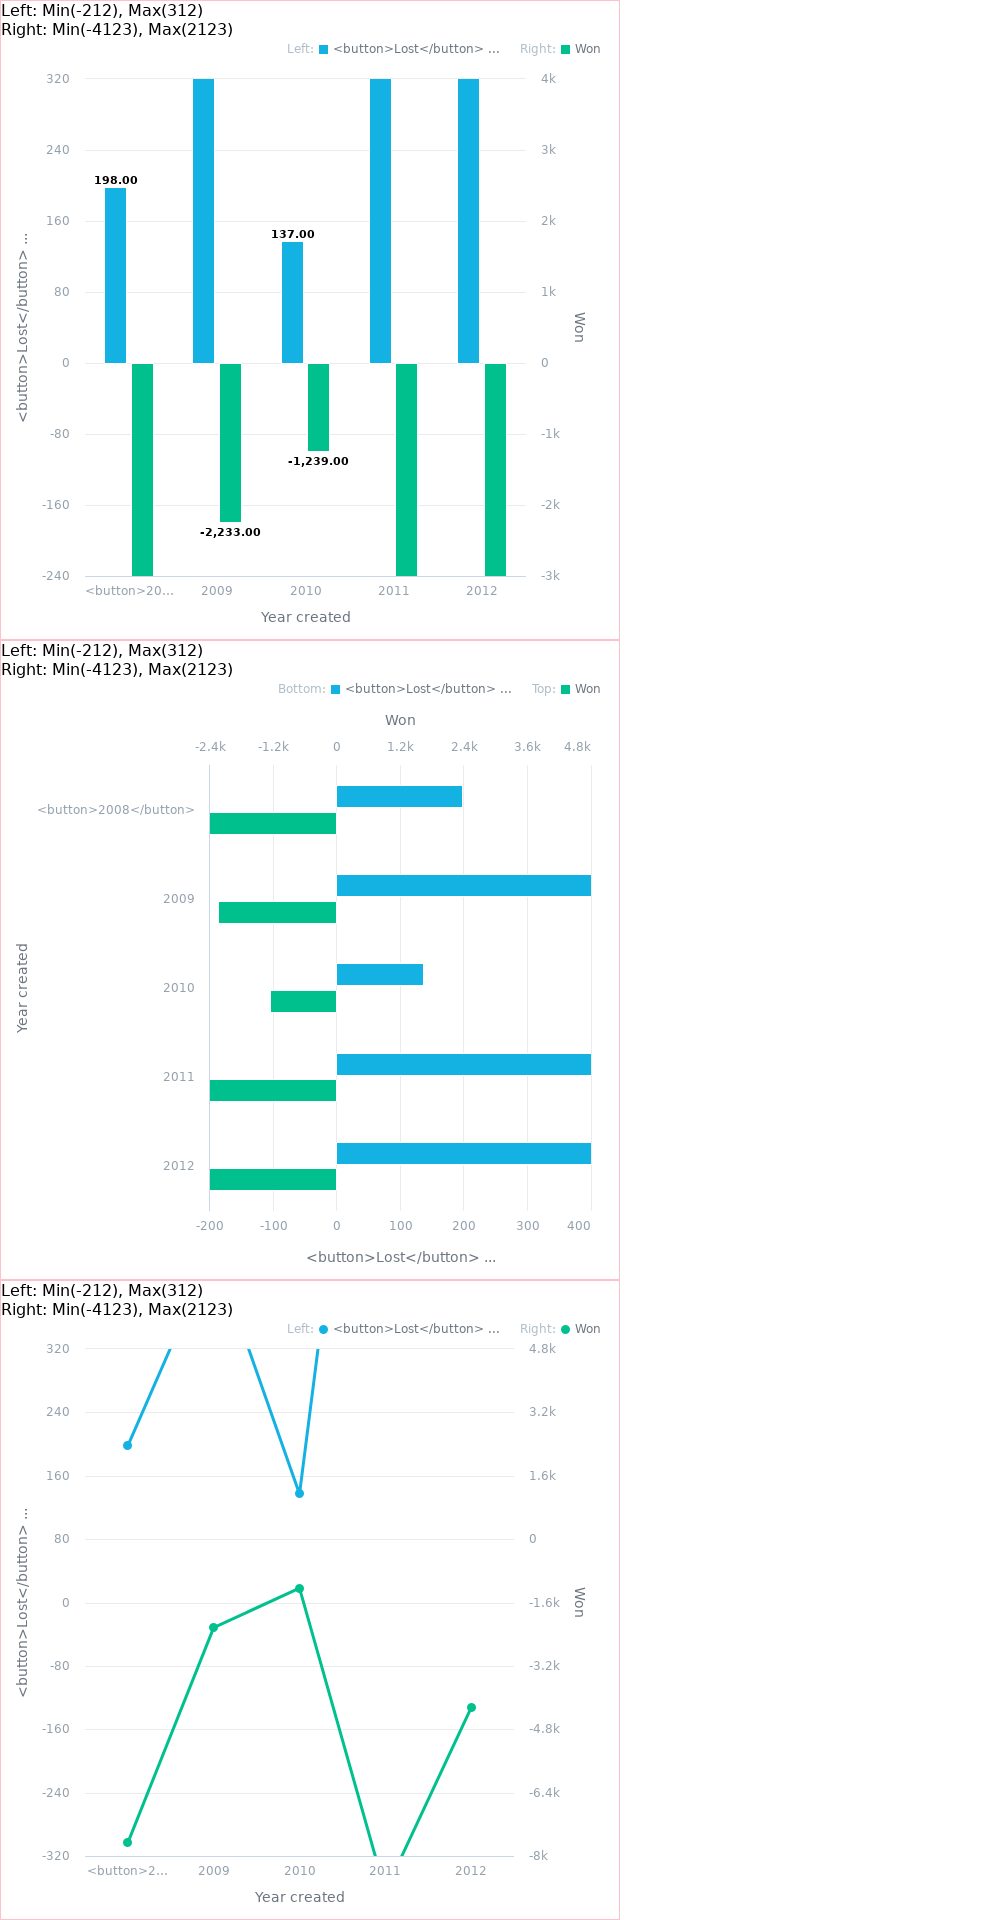 Left: Min(-212), Max(312)
Right: Min(-4123), Max(2123)
Left: <button>Lost</button> ... Right: Won
320 4k
240 3k
198.00
160 2k
137.00
80 1k
<button>Lost</button> ...
Won
0 0
-80 -1k
-1,239.00
-160 -2k
-2,233.00
-240 -3k
<button>20... 2009 2010 2011 2012
Year created
Left: Min(-212), Max(312)
Right: Min(-4123), Max(2123)
Bottom: <button>Lost</button> ... Top: Won
Won
-2.4k -1.2k 0 1.2k 2.4k 3.6k 4.8k
<button>2008</button>
2009
Year created
2010
2011
2012
-200 -100 0 100 200 300 400
<button>Lost</button> ...
Left: Min(-212), Max(312)
Right: Min(-4123), Max(2123)
Left: <button>Lost</button> ... Right: Won
320 4.8k
240 3.2k
160 1.6k
80 0
<button>Lost</button> ...
Won
0 -1.6k
-80 -3.2k
-160 -4.8k
-240 -6.4k
-320 -8k
<button>2... 2009 2010 2011 2012
Year created